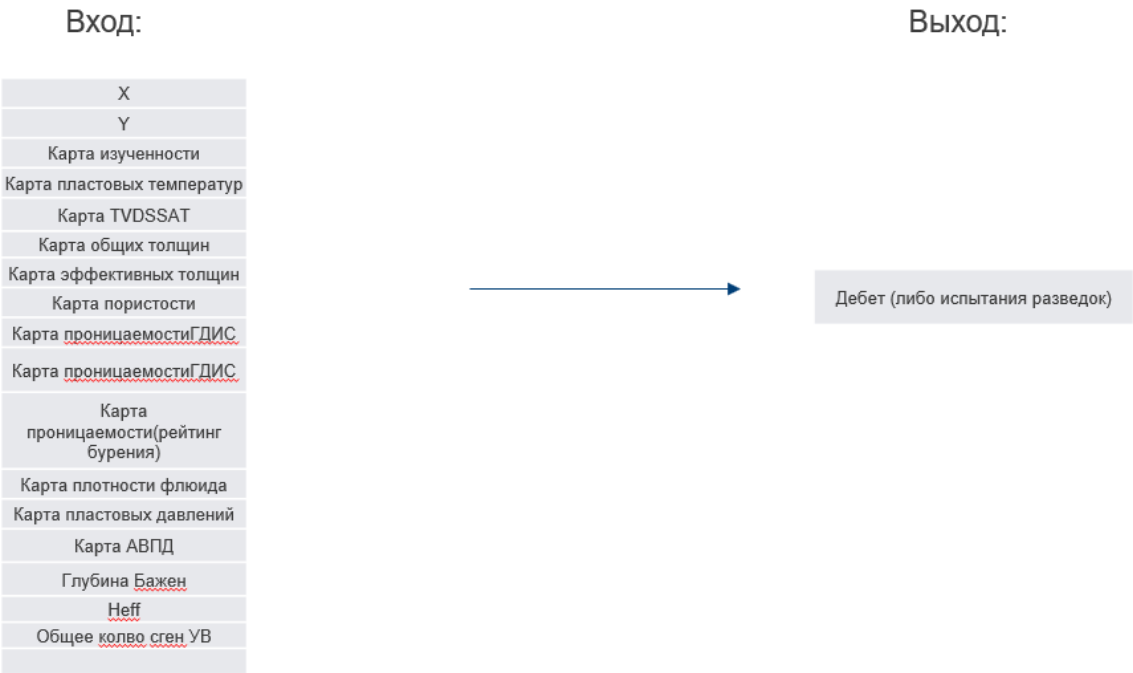 Вход:
Выход:
X
Y
Карта изученности
Карта пластовых температур
Карта TVDSSAT
Карта общих толщин
Карта эффективных толщин
Карта пористости
Карта проницаемостиГДИС
Карта проницаемостиГДИС
Карта
проницаемости(рейтинг
бурения)
Карта плотности флюида
Карта пластовых давлений
Карта АВПД
Глубина Бажен
Heff
Общее колво сген УВ
Дебет (либо испытания разведок)